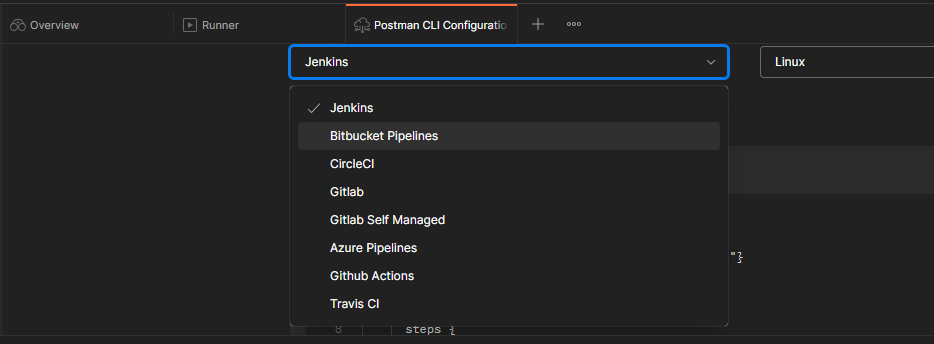 Overview
Runner
Postman CLI Configuratio
Jenkins
Linux
Jenkins
Bitbucket Pipelines
CircleCI
Gitlab
Gitlab Self Managed
Azure Pipelines
"}
Github Actions
Travis CI
8 steps {